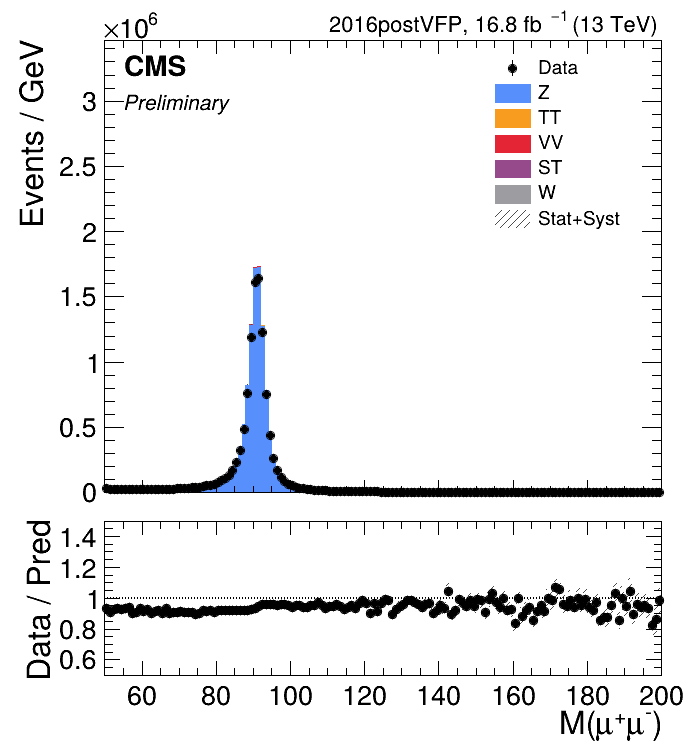 ×10⁶
2016postVFP, 16.8 fb⁻¹ (13 TeV)
CMS
Preliminary
Data
Z
TT
VV
ST
W
Stat+Syst
Events / GeV
3
2.5
2
1.5
1
0.5
0
Data / Pred
1.4
1.2
1
0.8
0.6
60 80 100 120 140 160 180 200
M(μ⁺μ⁻)